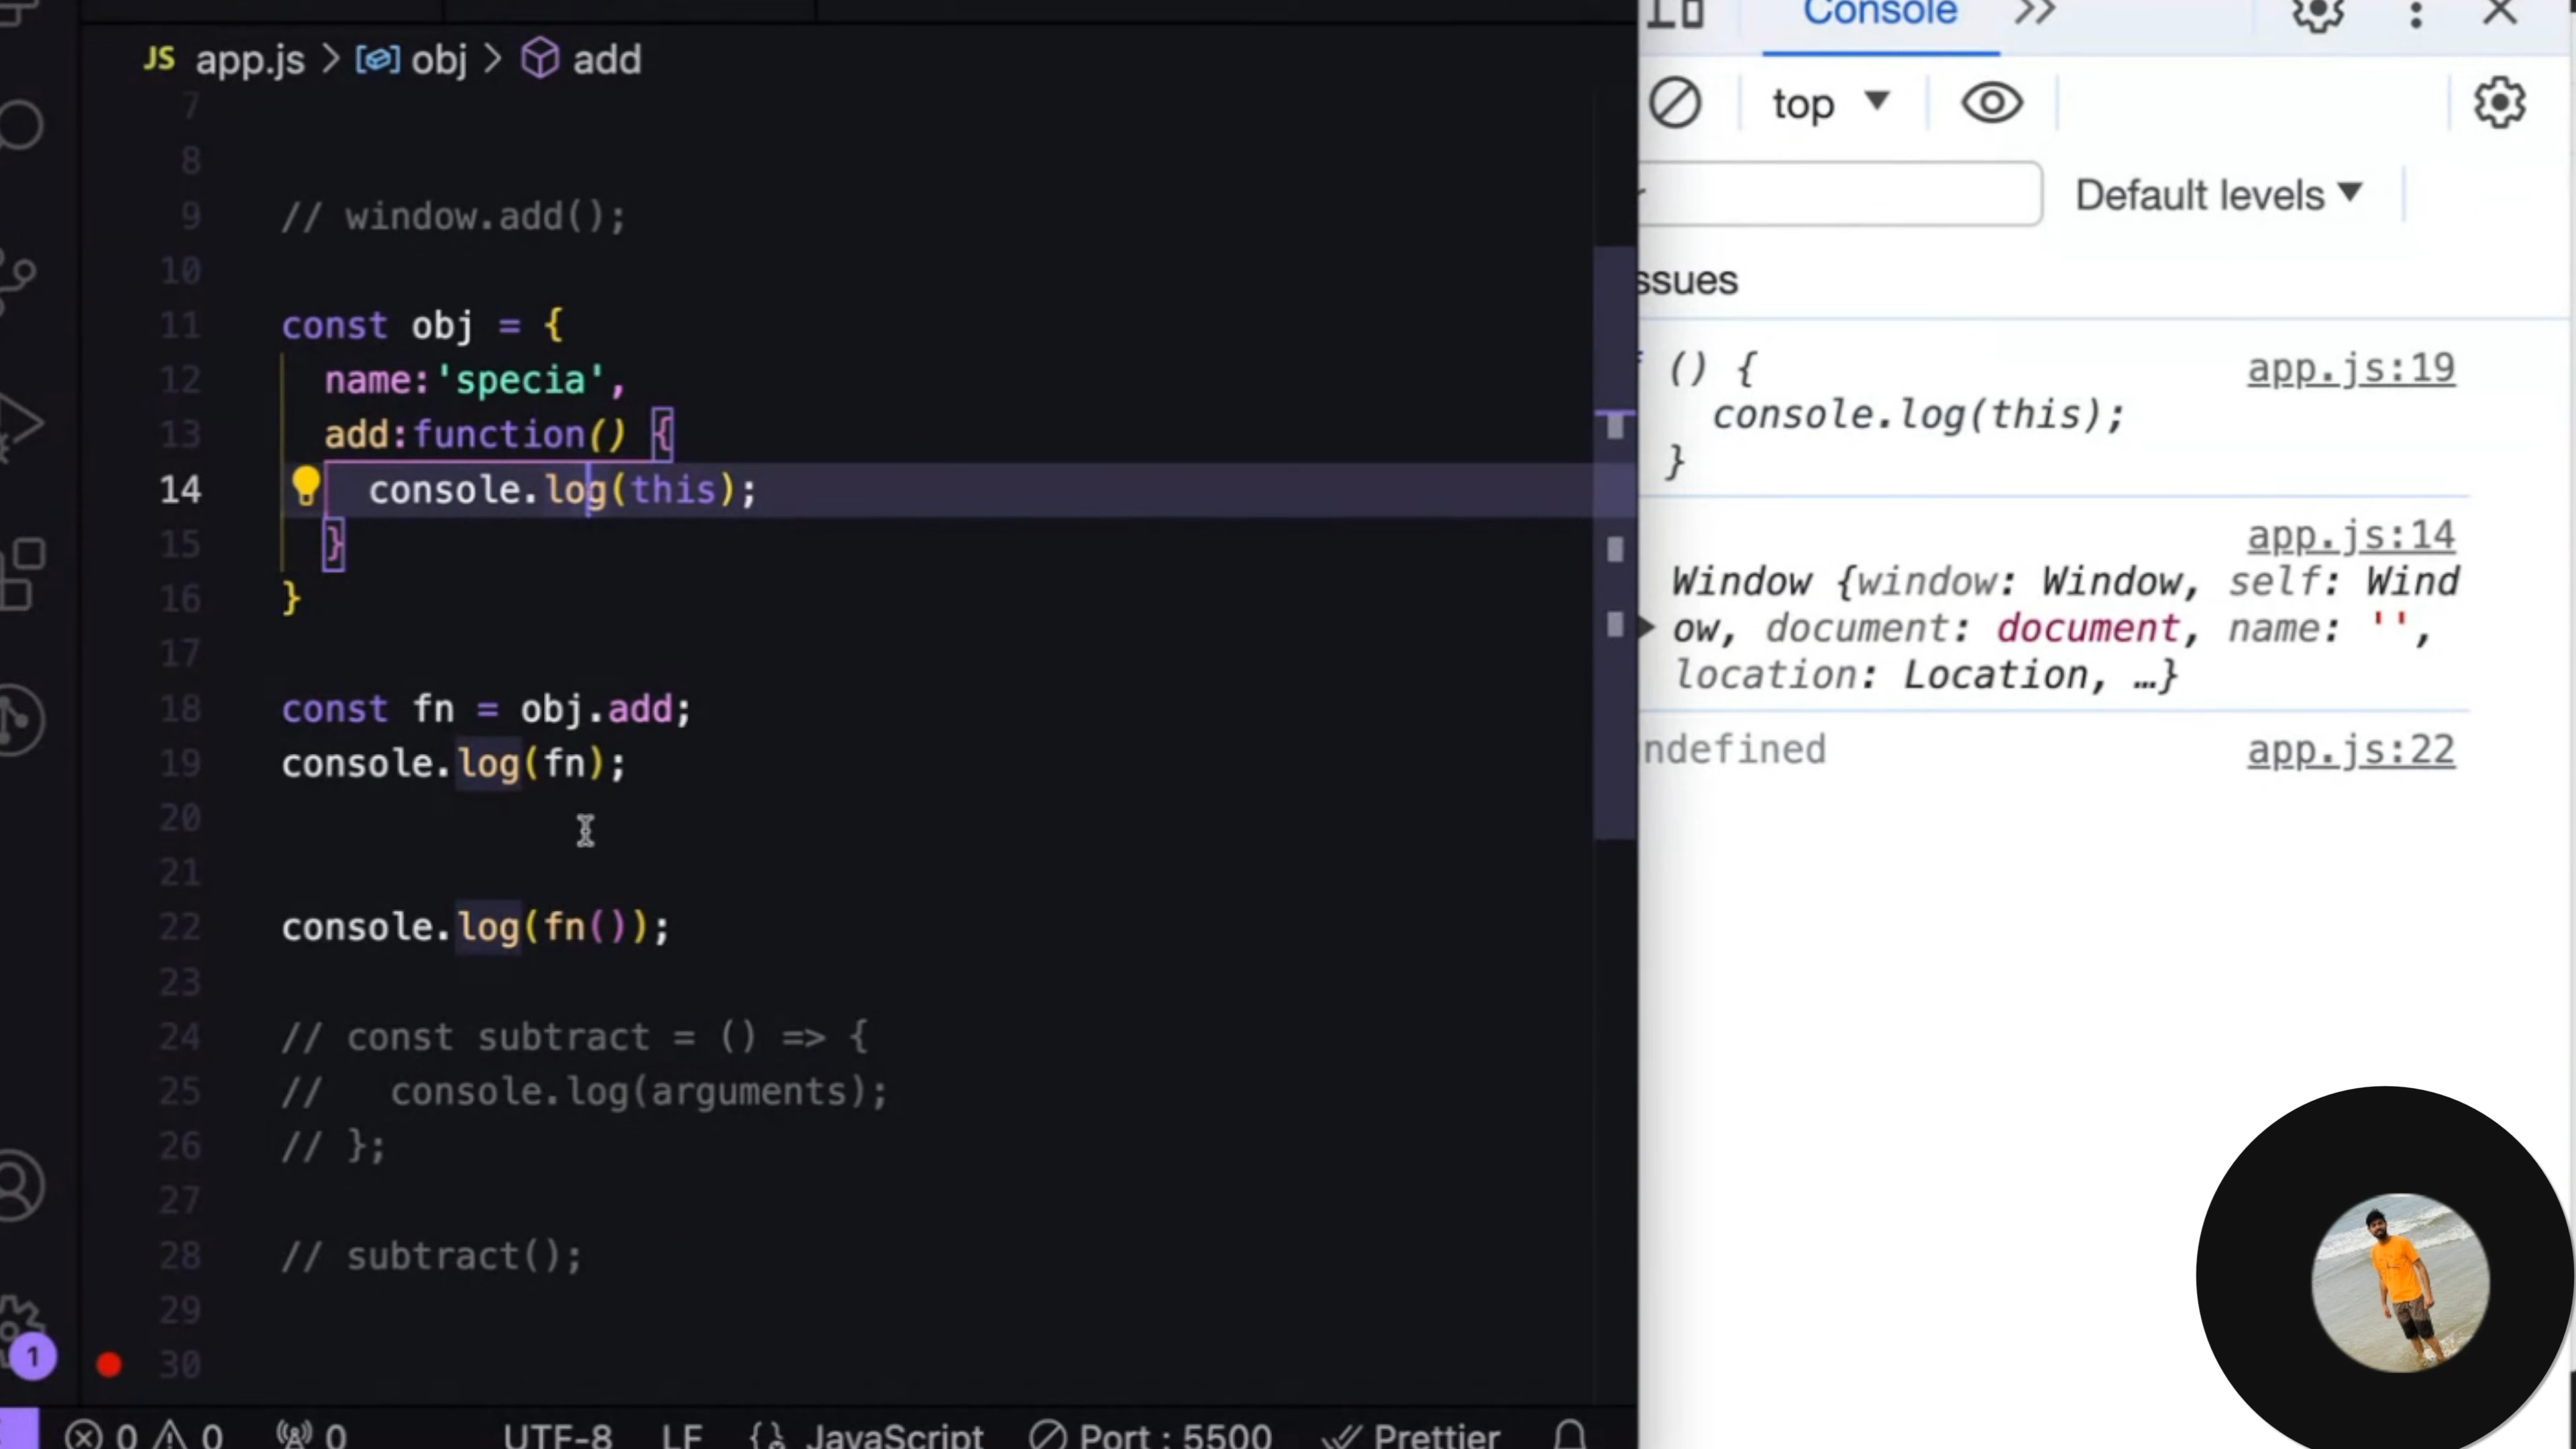 JS app.js > obj > add
7
8
9 // window.add();
10
11 const obj = {
12 name:'specia',
13 add:function() {
14 console.log(this);
15 }
16 }
17
18 const fn = obj.add;
19 console.log(fn);
20
21
22 console.log(fn());
23
24 // const subtract = () => {
25 // console.log(arguments);
26 // };
27
28 // subtract();
29
30
1
0 0 0 UTF-8 LF {} JavaScript Port : 5500 Prettier
Console
top
Default levels
ssues
() { app.js:19
console.log(this);
}
app.js:14
Window {window: Window, self: Wind
ow, document: document, name: '',
location: Location, …}
ndefined app.js:22